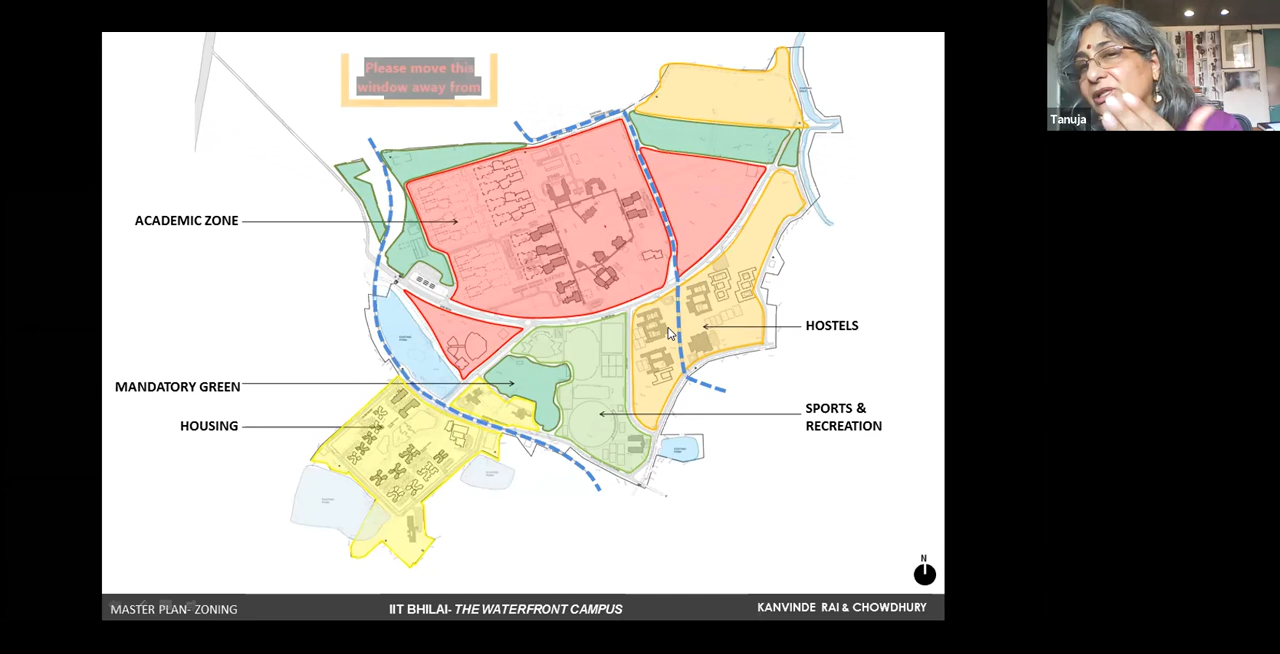 Please move this
window away from
Tanuja
ACADEMIC ZONE
HOSTELS
MANDATORY GREEN
HOUSING
SPORTS &
RECREATION
N
MASTER PLAN- ZONING
IIT BHILAI- THE WATERFRONT CAMPUS
KANVINDE RAI & CHOWDHURY